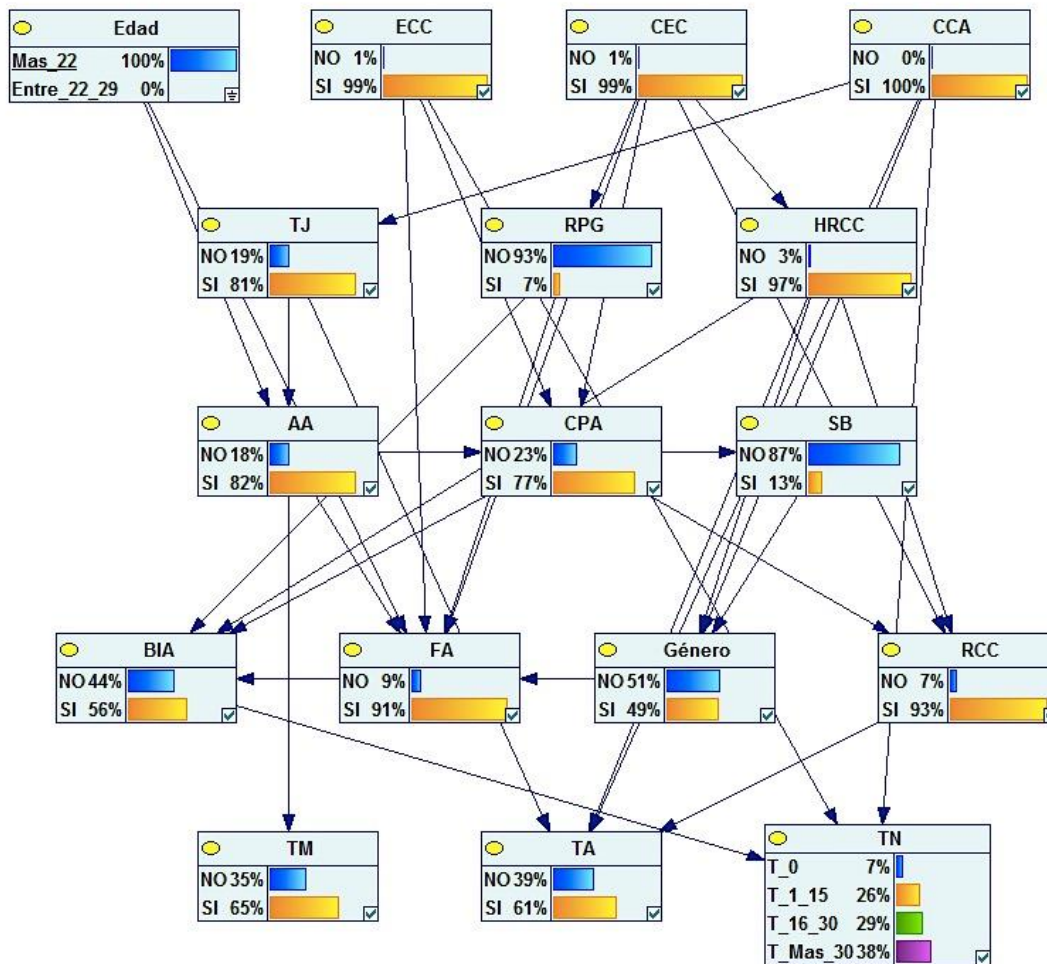 Edad
Mas_22 100%
Entre_22_29 0%
ECC
NO 1%
SI 99%
CEC
NO 1%
SI 99%
CCA
NO 0%
SI 100%
TJ
NO 19%
SI 81%
RPG
NO 93%
SI 7%
HRCC
NO 3%
SI 97%
AA
NO 18%
SI 82%
CPA
NO 23%
SI 77%
SB
NO 87%
SI 13%
BIA
NO 44%
SI 56%
FA
NO 9%
SI 91%
Género
NO 51%
SI 49%
RCC
NO 7%
SI 93%
TM
NO 35%
SI 65%
TA
NO 39%
SI 61%
TN
T_0 7%
T_1_15 26%
T_16_30 29%
T_Mas_30 38%